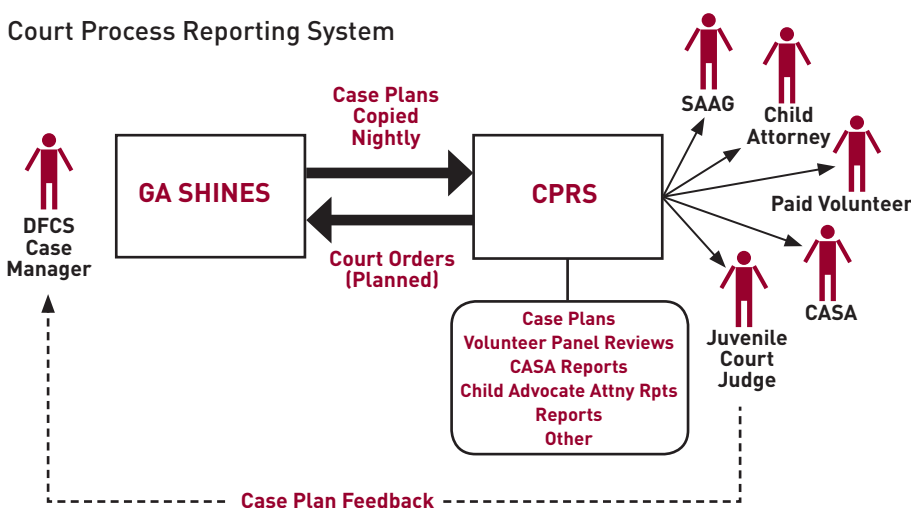 Court Process Reporting System
Case Plans
Copied
Nightly
GA SHINES
CPRS
Court Orders
(Planned)
DFCS
Case
Manager
SAAG
Child
Attorney
Paid Volunteer
CASA
Juvenile
Court
Judge
Case Plans
Volunteer Panel Reviews
CASA Reports
Child Advocate Attny Rpts
Reports
Other
Case Plan Feedback